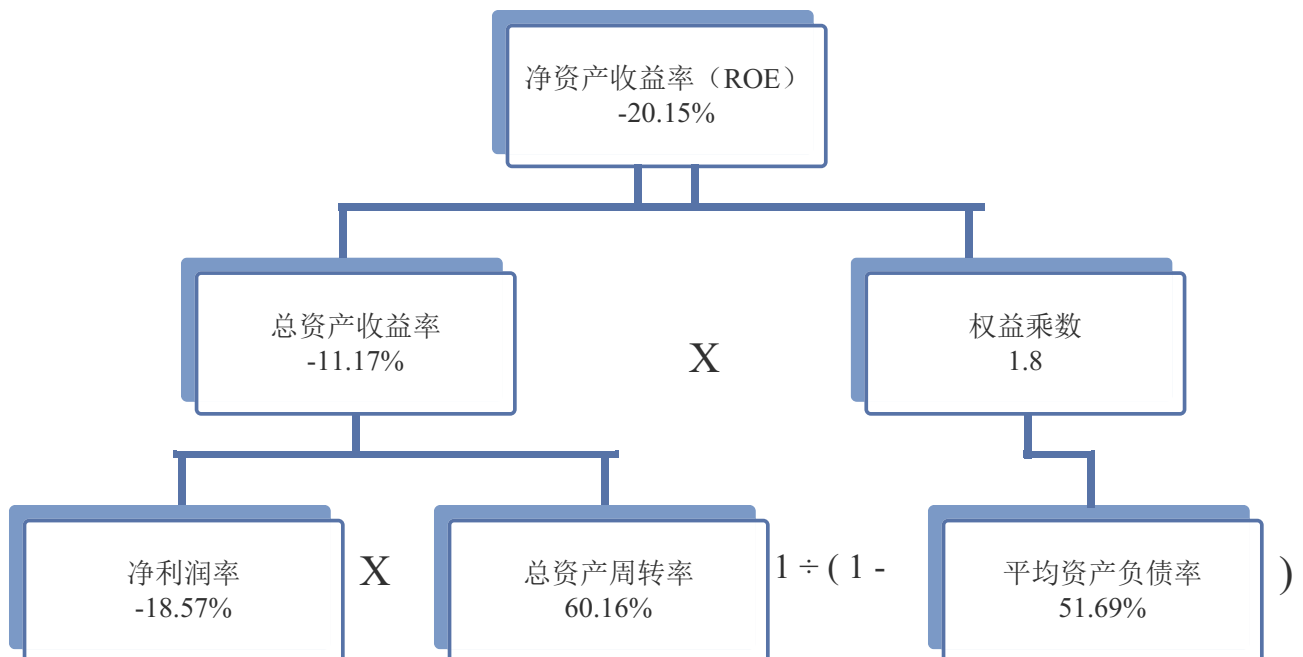 净资产收益率（ROE）
-20.15%
总资产收益率
-11.17%
X
权益乘数
1.8
净利润率
-18.57%
X
总资产周转率
60.16%
1 ÷ ( 1 -
平均资产负债率
51.69%
)